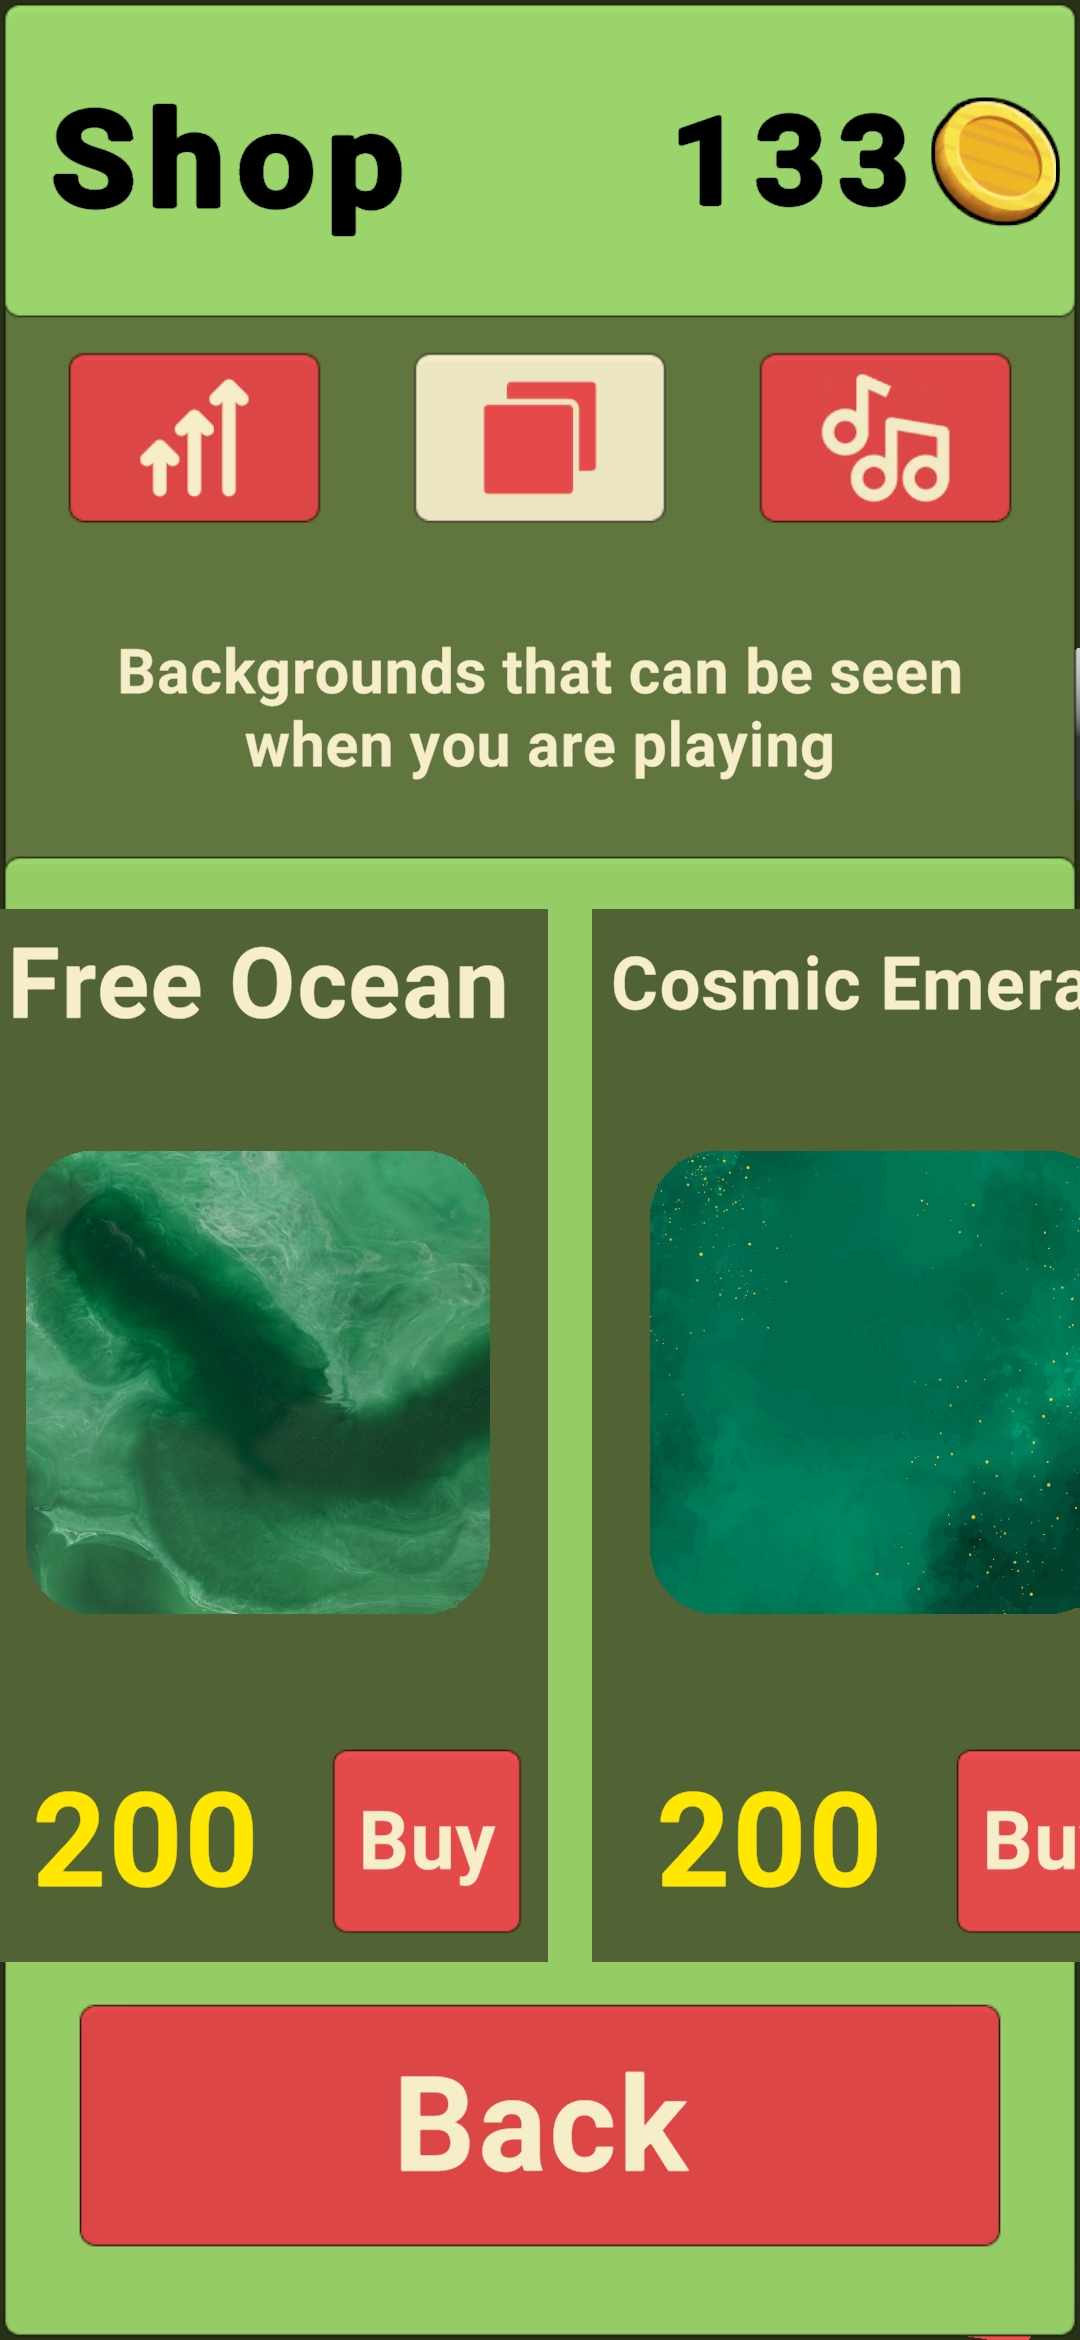 Shop
133
Backgrounds that can be seen
when you are playing
Free Ocean
Cosmic Emera
200
Buy
200
Bu
Back